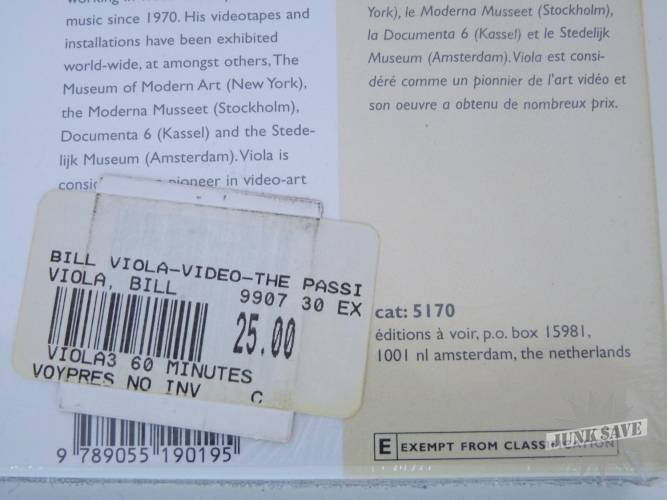 working in
music since 1970. His videotapes and
installations have been exhibited
world-wide, at amongst others, The
Museum of Modern Art (New York),
the Moderna Musseet (Stockholm),
Documenta 6 (Kassel) and the Stede-
lijk Museum (Amsterdam). Viola is
pioneer in video-art
York), le Moderna Musseet (Stockholm),
la Documenta 6 (Kassel) et le Stedelijk
Museum (Amsterdam). Viola est consi-
déré comme un pionnier de l'art vidéo et
son oeuvre a obtenu de nombreux prix.
BILL VIOLA-VIDEO-THE PASSI
VIOLA, BILL
9907 30 EX
25.00
VIOLA3 60 MINUTES
VOYPRES NO INV C
9 789055 190195
cat: 5170
éditions à voir, p.o. box 15981,
1001 nl amsterdam, the netherlands
E EXEMPT FROM CLASSIFICATION
JUNK $AVE